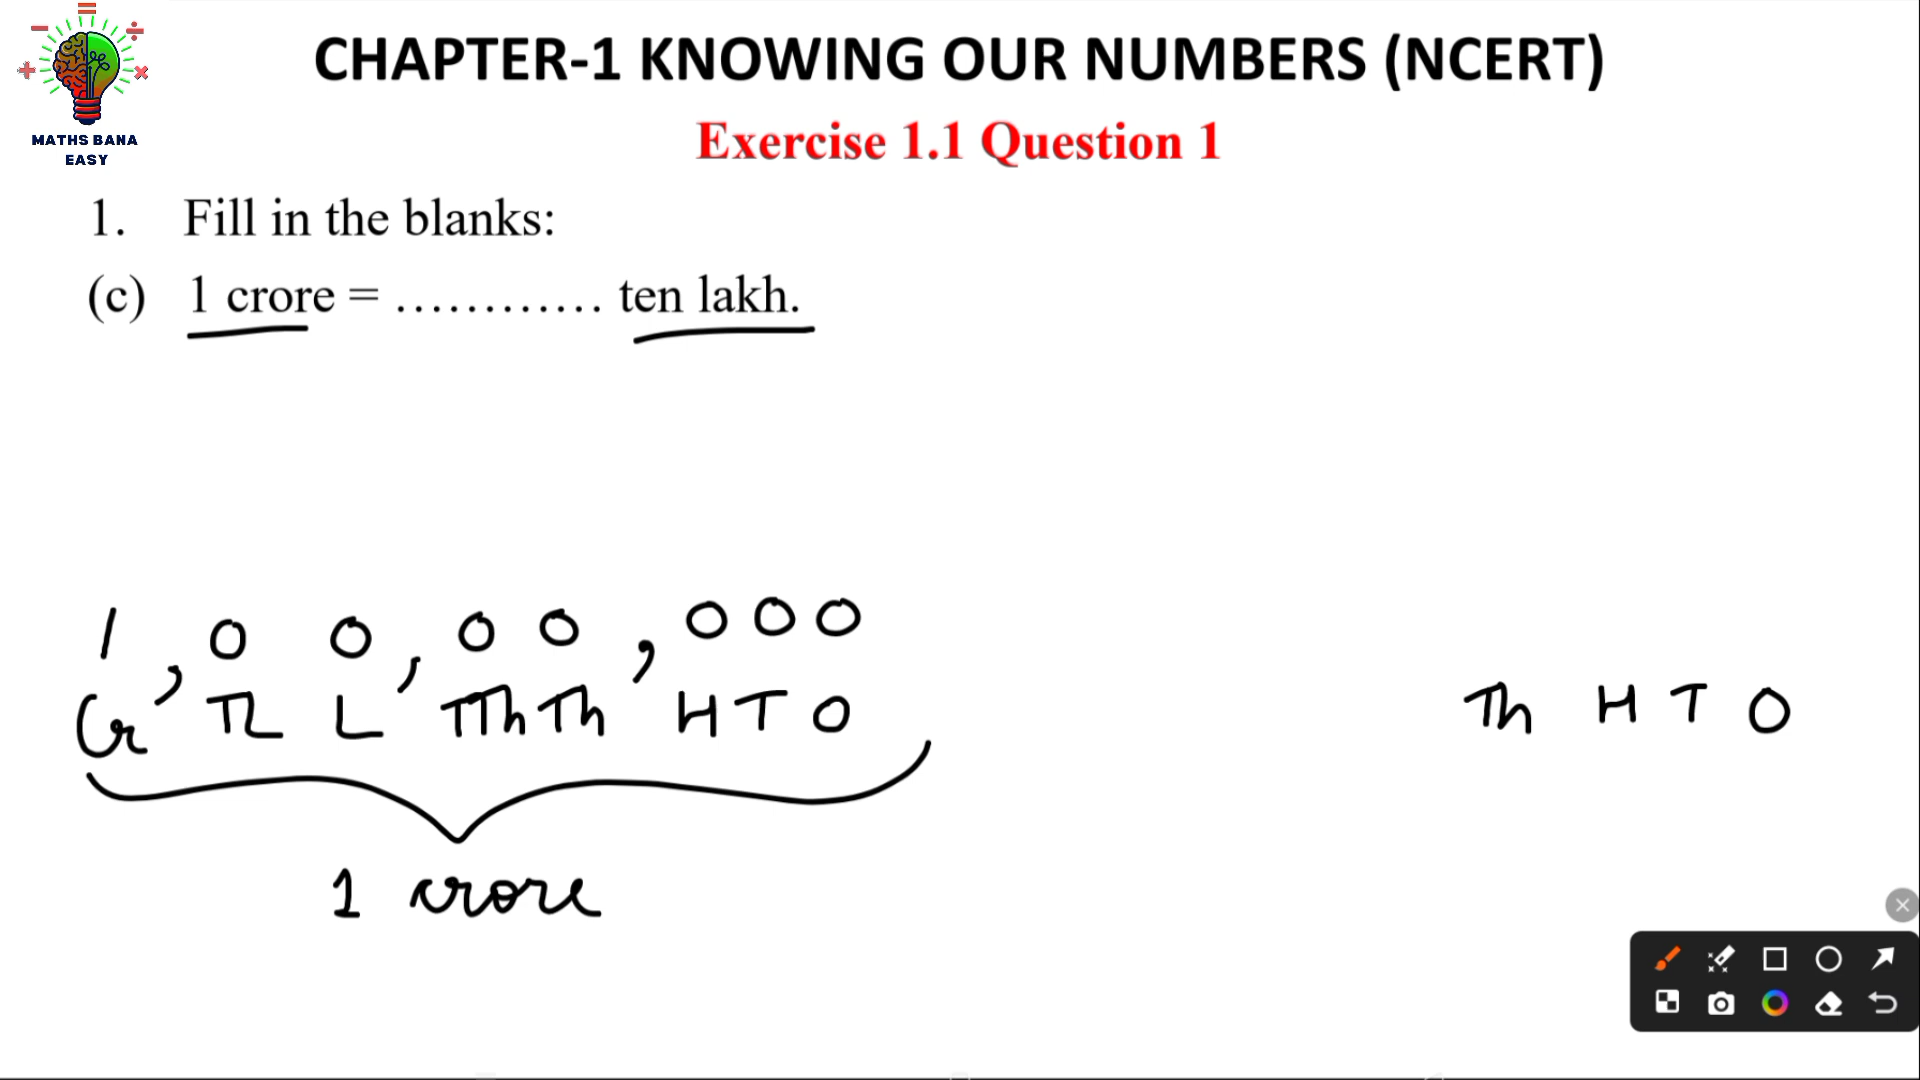 CHAPTER-1 KNOWING OUR NUMBERS (NCERT)
MATHS BANA
EASY
Exercise 1.1 Question 1
1. Fill in the blanks:
(c) 1 crore = ............ ten lakh.
1, 0 0, 0 0, 0 0 0
Cr TL L TTh Th H T O
Th H T O
1 crore